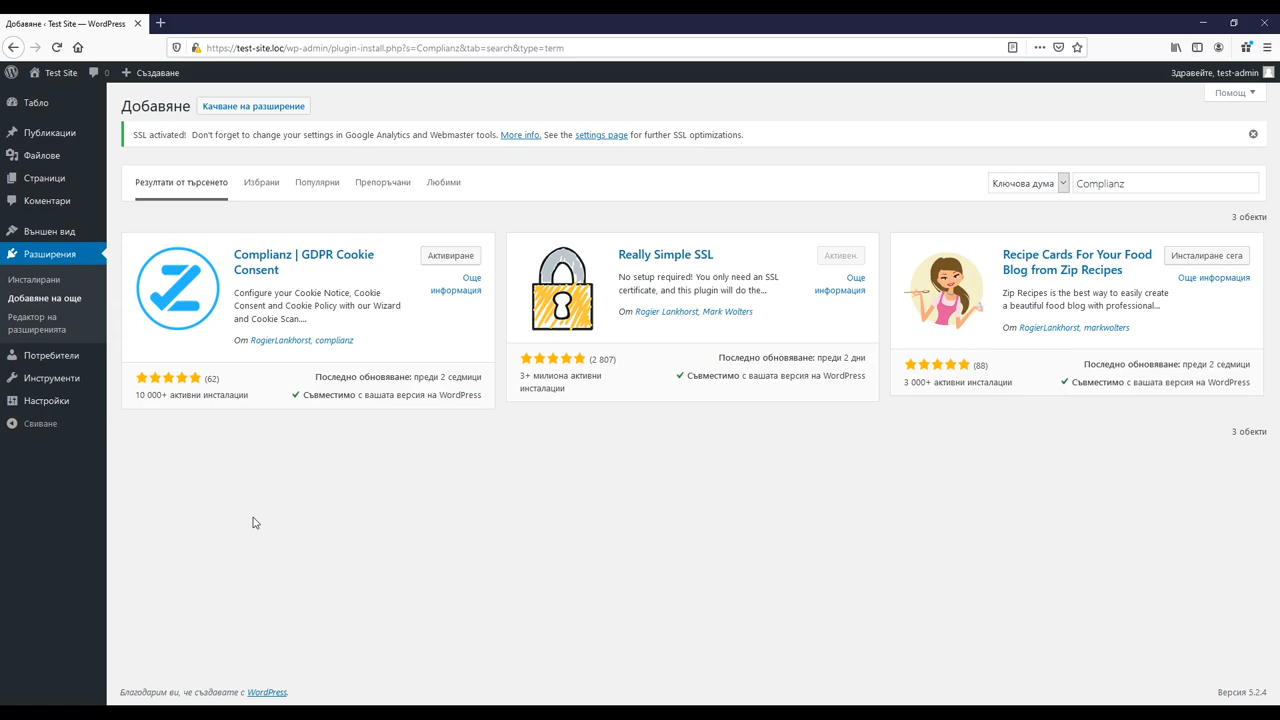 Добавяне ‹ Test Site — WordPress
https://test-site.loc/wp-admin/plugin-install.php?s=Complianz&tab=search&type=term
Test Site
0
Създаване
Здравейте, test-admin
Табло
Публикации
Файлове
Страници
Коментари
Външен вид
Разширения
Инсталирани
Добавяне на още
Редактор на
разширенията
Потребители
Инструменти
Настройки
Свиване
Помощ
Добавяне
Качване на разширение
SSL activated! Don't forget to change your settings in Google Analytics and Webmaster tools. More info. See the settings page for further SSL optimizations.
Резултати от търсенето
Избрани
Популярни
Препоръчани
Любими
Ключова дума
Complianz
3 обекти
Complianz | GDPR Cookie
Consent
Активиране
Още
информация
Configure your Cookie Notice, Cookie
Consent and Cookie Policy with our Wizard
and Cookie Scan....
От RogierLankhorst, complianz
(62)
Последно обновяване: преди 2 седмици
10 000+ активни инсталации
Съвместимо с вашата версия на WordPress
Really Simple SSL
Активен.
Още
информация
No setup required! You only need an SSL
certificate, and this plugin will do the...
От Rogier Lankhorst, Mark Wolters
(2 807)
Последно обновяване: преди 2 дни
3+ милиона активни
инсталации
Съвместимо с вашата версия на WordPress
Recipe Cards For Your Food
Blog from Zip Recipes
Инсталиране сега
Още информация
Zip Recipes is the best way to easily create
a beautiful food blog with professional...
От RogierLankhorst, markwolters
(88)
Последно обновяване: преди 2 седмици
3 000+ активни инсталации
Съвместимо с вашата версия на WordPress
3 обекти
Благодарим ви, че създавате с WordPress.
Версия 5.2.4